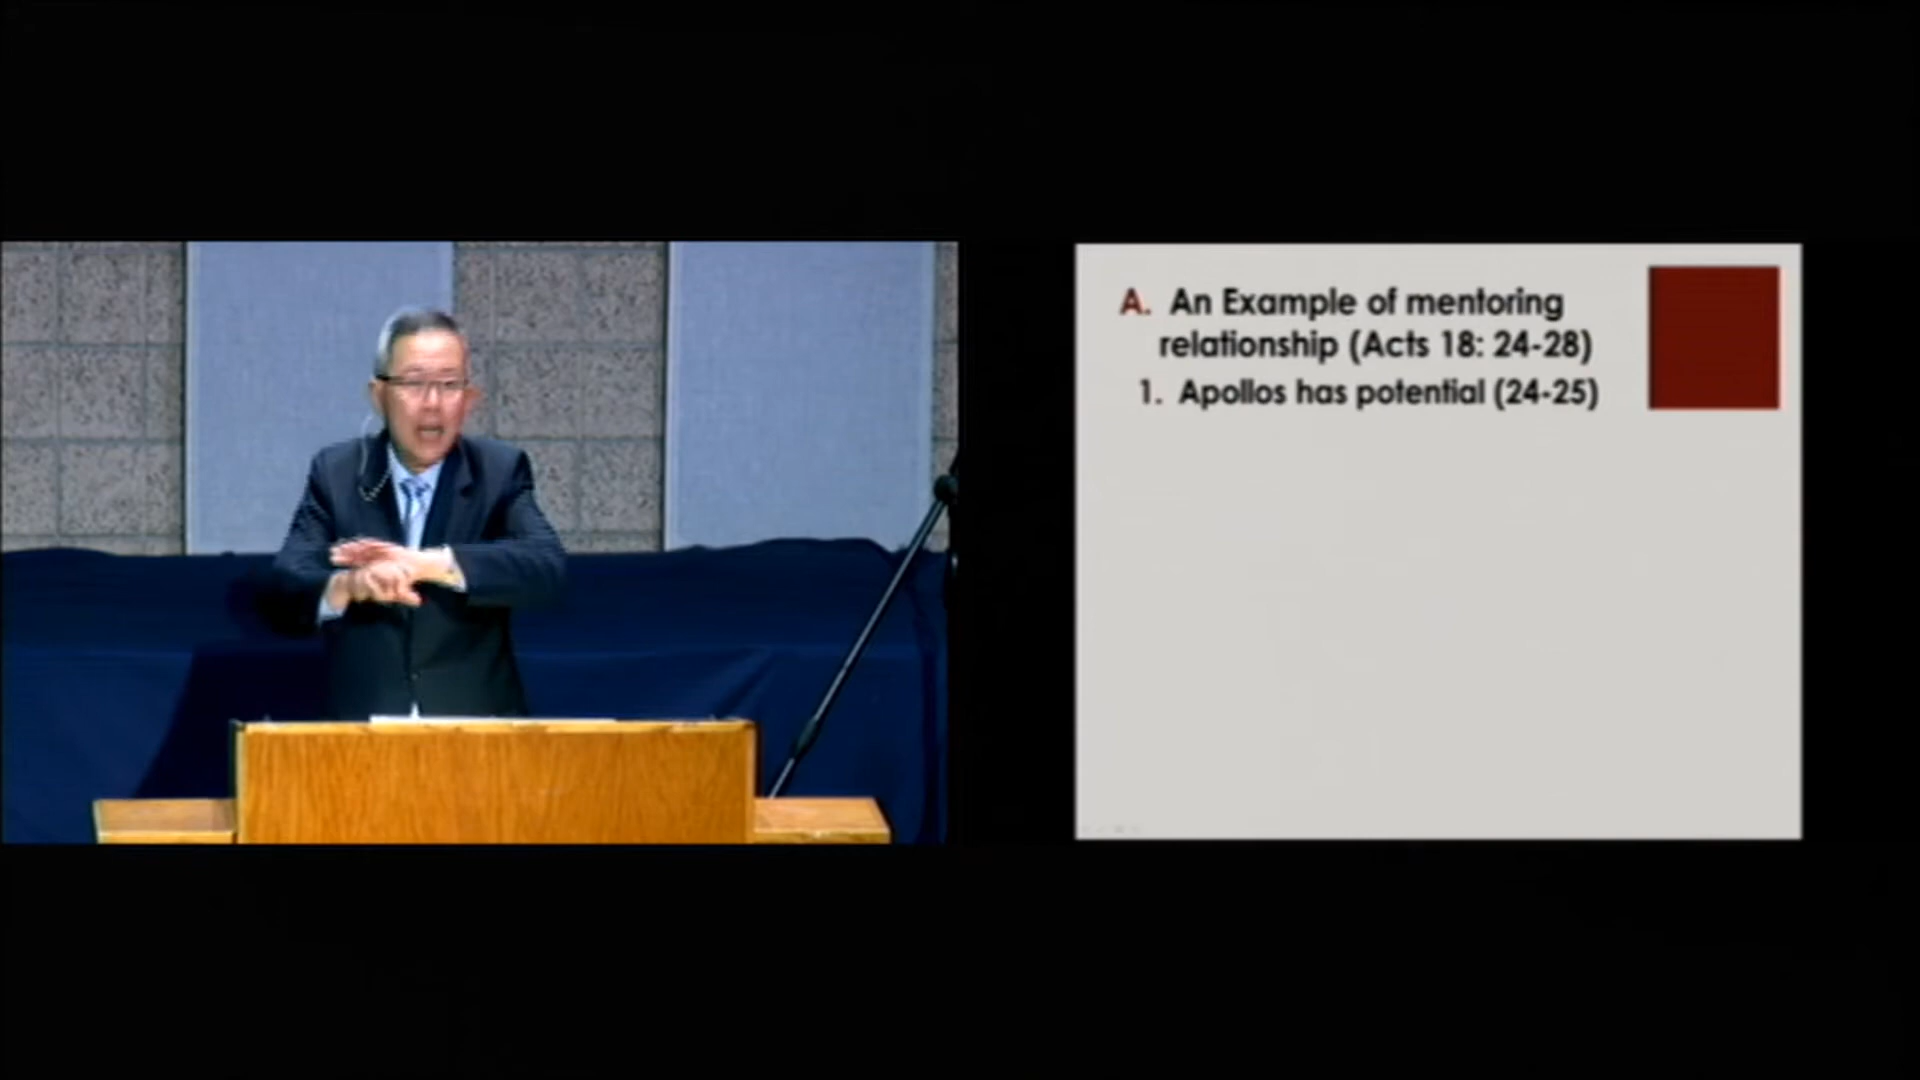 A. An Example of mentoring
relationship (Acts 18: 24-28)
1. Apollos has potential (24-25)